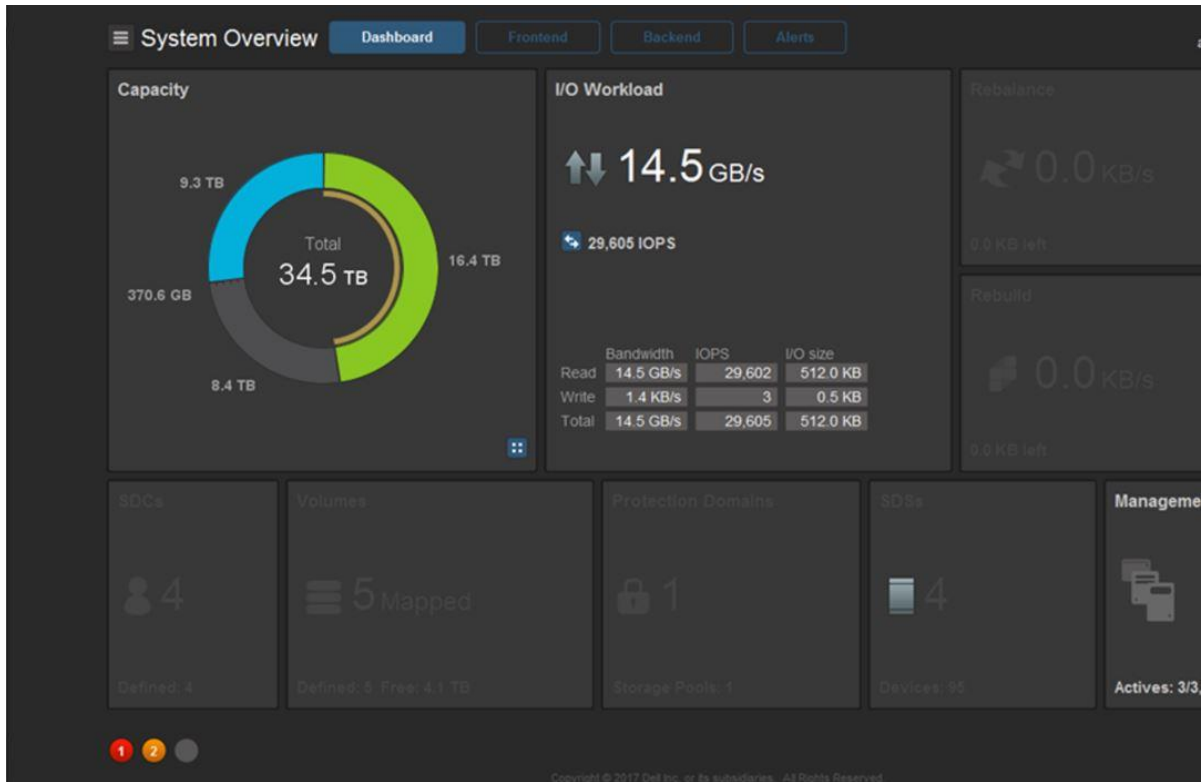 System Overview Dashboard Frontend Backend Alerts
Capacity
9.3 TB
Total
34.5 TB
16.4 TB
370.6 GB
8.4 TB
I/O Workload
14.5 GB/s
29,605 IOPS
Bandwidth IOPS I/O size
Read 14.5 GB/s 29,602 512.0 KB
Write 1.4 KB/s 3 0.5 KB
Total 14.5 GB/s 29,605 512.0 KB
Rebalance
0.0 KB/s
0.0 KB left
Rebuild
0.0 KB/s
0.0 KB left
SDCs
4
Defined: 4
Volumes
5 Mapped
Defined: 5 Free: 4.1 TB
Protection Domains
1
Storage Pools: 1
SDSs
4
Devices: 95
Manageme
Actives: 3/3,
1 2
Copyright © 2017 Dell Inc. or its subsidiaries. All Rights Reserved.